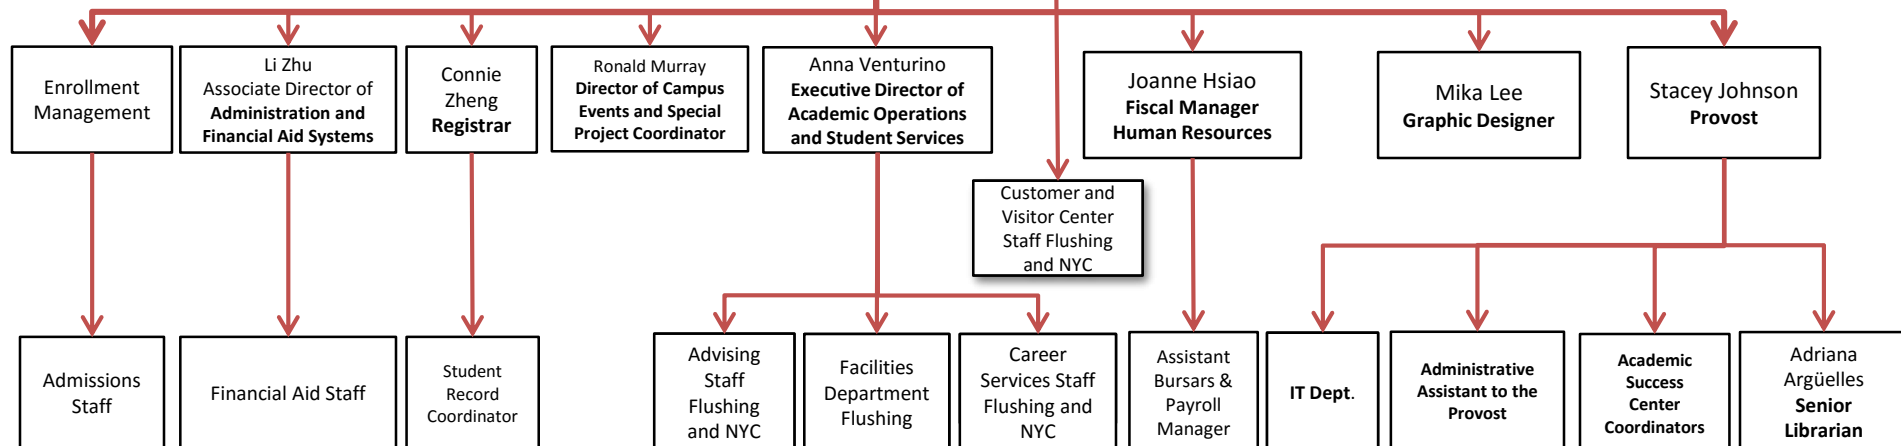 Enrollment
Management
Li Zhu
Associate Director of
Administration and
Financial Aid Systems
Connie
Zheng
Registrar
Ronald Murray
Director of Campus
Events and Special
Project Coordinator
Anna Venturino
Executive Director of
Academic Operations
and Student Services
Joanne Hsiao
Fiscal Manager
Human Resources
Mika Lee
Graphic Designer
Stacey Johnson
Provost
Customer and
Visitor Center
Staff Flushing
and NYC
Admissions
Staff
Financial Aid Staff
Student
Record
Coordinator
Advising
Staff
Flushing
and NYC
Facilities
Department
Flushing
Career
Services Staff
Flushing and
NYC
Assistant
Bursars &
Payroll
Manager
IT Dept.
Administrative
Assistant to the
Provost
Academic
Success
Center
Coordinators
Adriana
Argüelles
Senior
Librarian